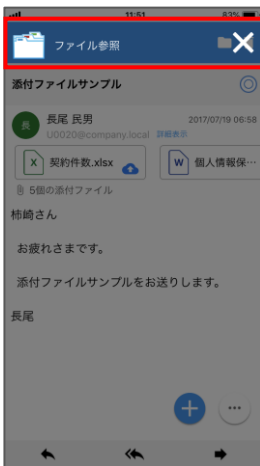 11:51
83%
ファイル参照
添付ファイルサンプル
長
長尾 民男
2017/07/19 06:58
U0020@company.local 詳細表示
X
契約件数.xlsx
W
個人情報保…
5個の添付ファイル
柿崎さん
お疲れさまです。
添付ファイルサンプルをお送りします。
長尾